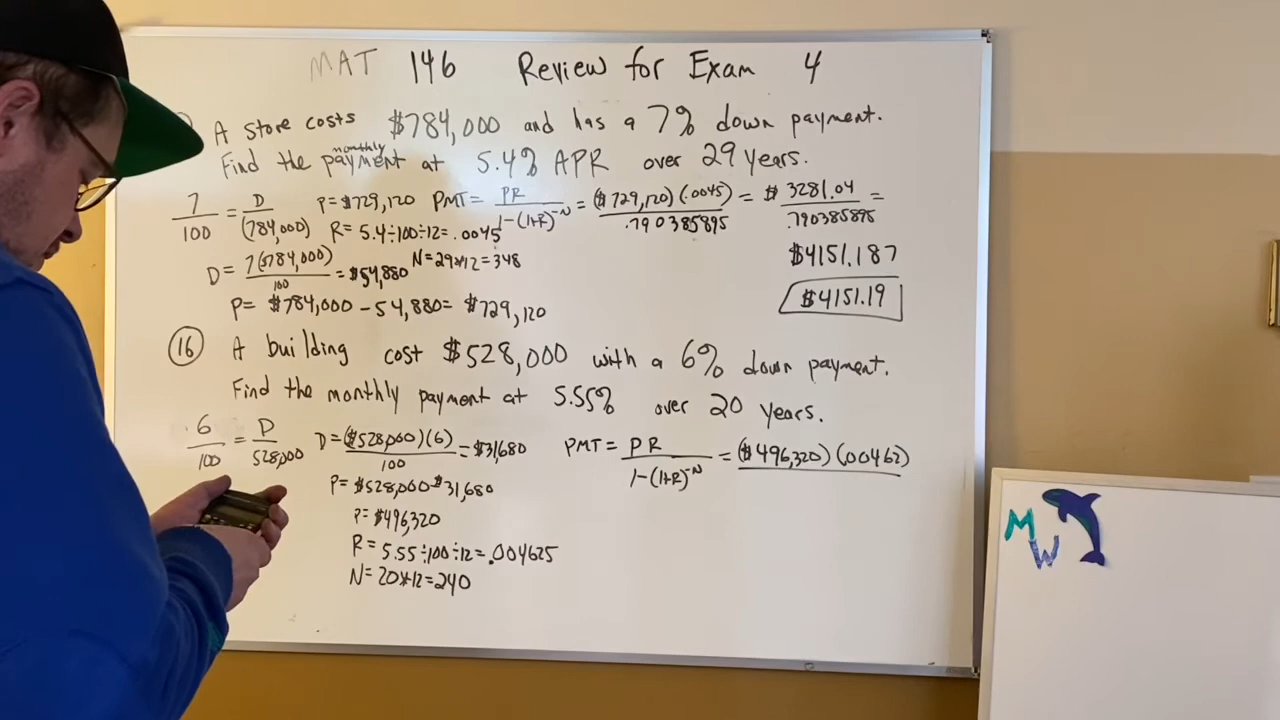 MAT 146 Review for Exam 4
A store costs $784,000 and has a 7% down payment.
Find the monthly payment at 5.4% APR over 29 years.
7/100 = D/(784,000) P=$729,120 PMT= PR/1-(1+R)^-N = ($729,120)(.0045)/.790385895 = $3281.04/.790385895 =
R= 5.4÷100÷12=.0045
N=29*12=348
D= 7($784,000)/100 = $54,880
$4151.187
P= $784,000 - 54,880= $729,120
$4151.19
16 A building cost $528,000 with a 6% down payment.
Find the monthly payment at 5.55% over 20 years.
6/100 = D/528,000 D= ($528,000)(6)/100 = $31,680 PMT= PR/1-(1+R)^-N = ($496,320)(.00462)
P= $528,000-$31,680
P= $496,320
R= 5.55÷100÷12=.004625
N= 20*12=240
M
W